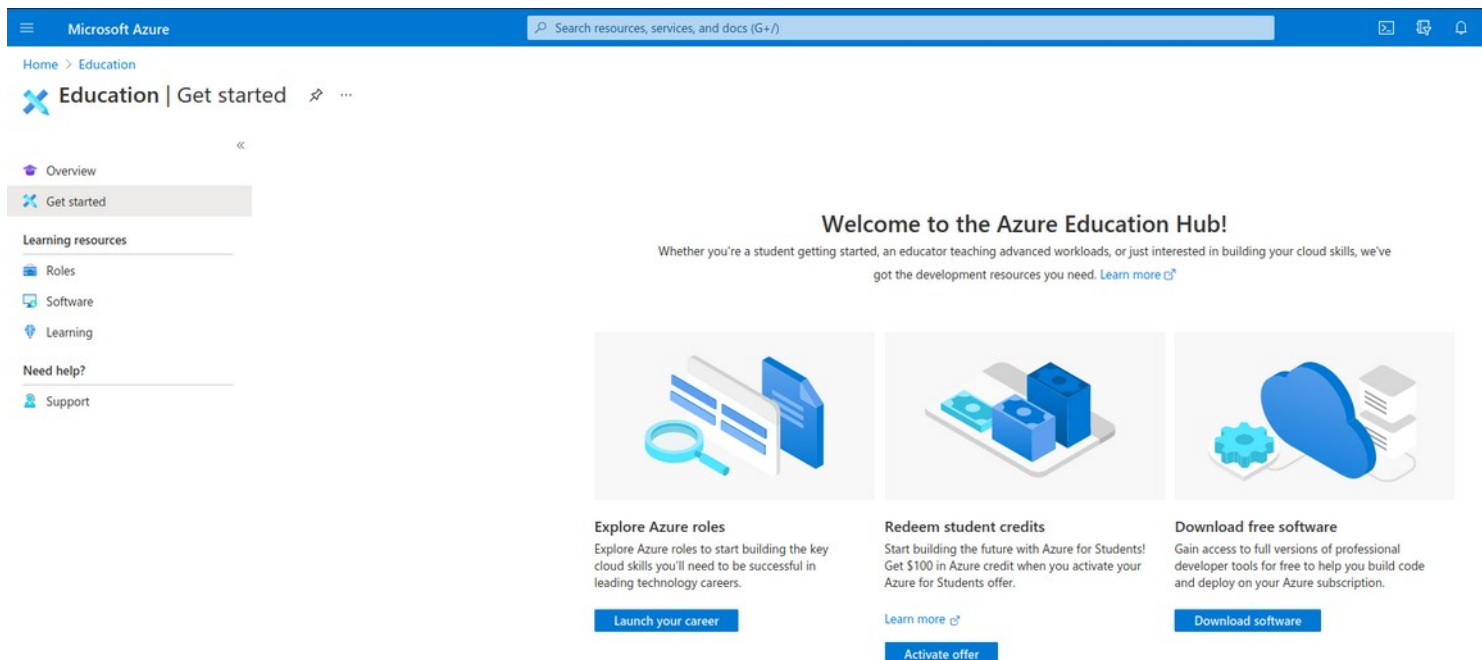 Microsoft Azure
Search resources, services, and docs (G+/)
Home > Education
Education | Get started
Overview
Get started
Learning resources
Roles
Software
Learning
Need help?
Support
Welcome to the Azure Education Hub!
Whether you're a student getting started, an educator teaching advanced workloads, or just interested in building your cloud skills, we've
got the development resources you need. Learn more
Explore Azure roles
Explore Azure roles to start building the key
cloud skills you'll need to be successful in
leading technology careers.
Launch your career
Redeem student credits
Start building the future with Azure for Students!
Get $100 in Azure credit when you activate your
Azure for Students offer.
Learn more
Activate offer
Download free software
Gain access to full versions of professional
developer tools for free to help you build code
and deploy on your Azure subscription.
Download software